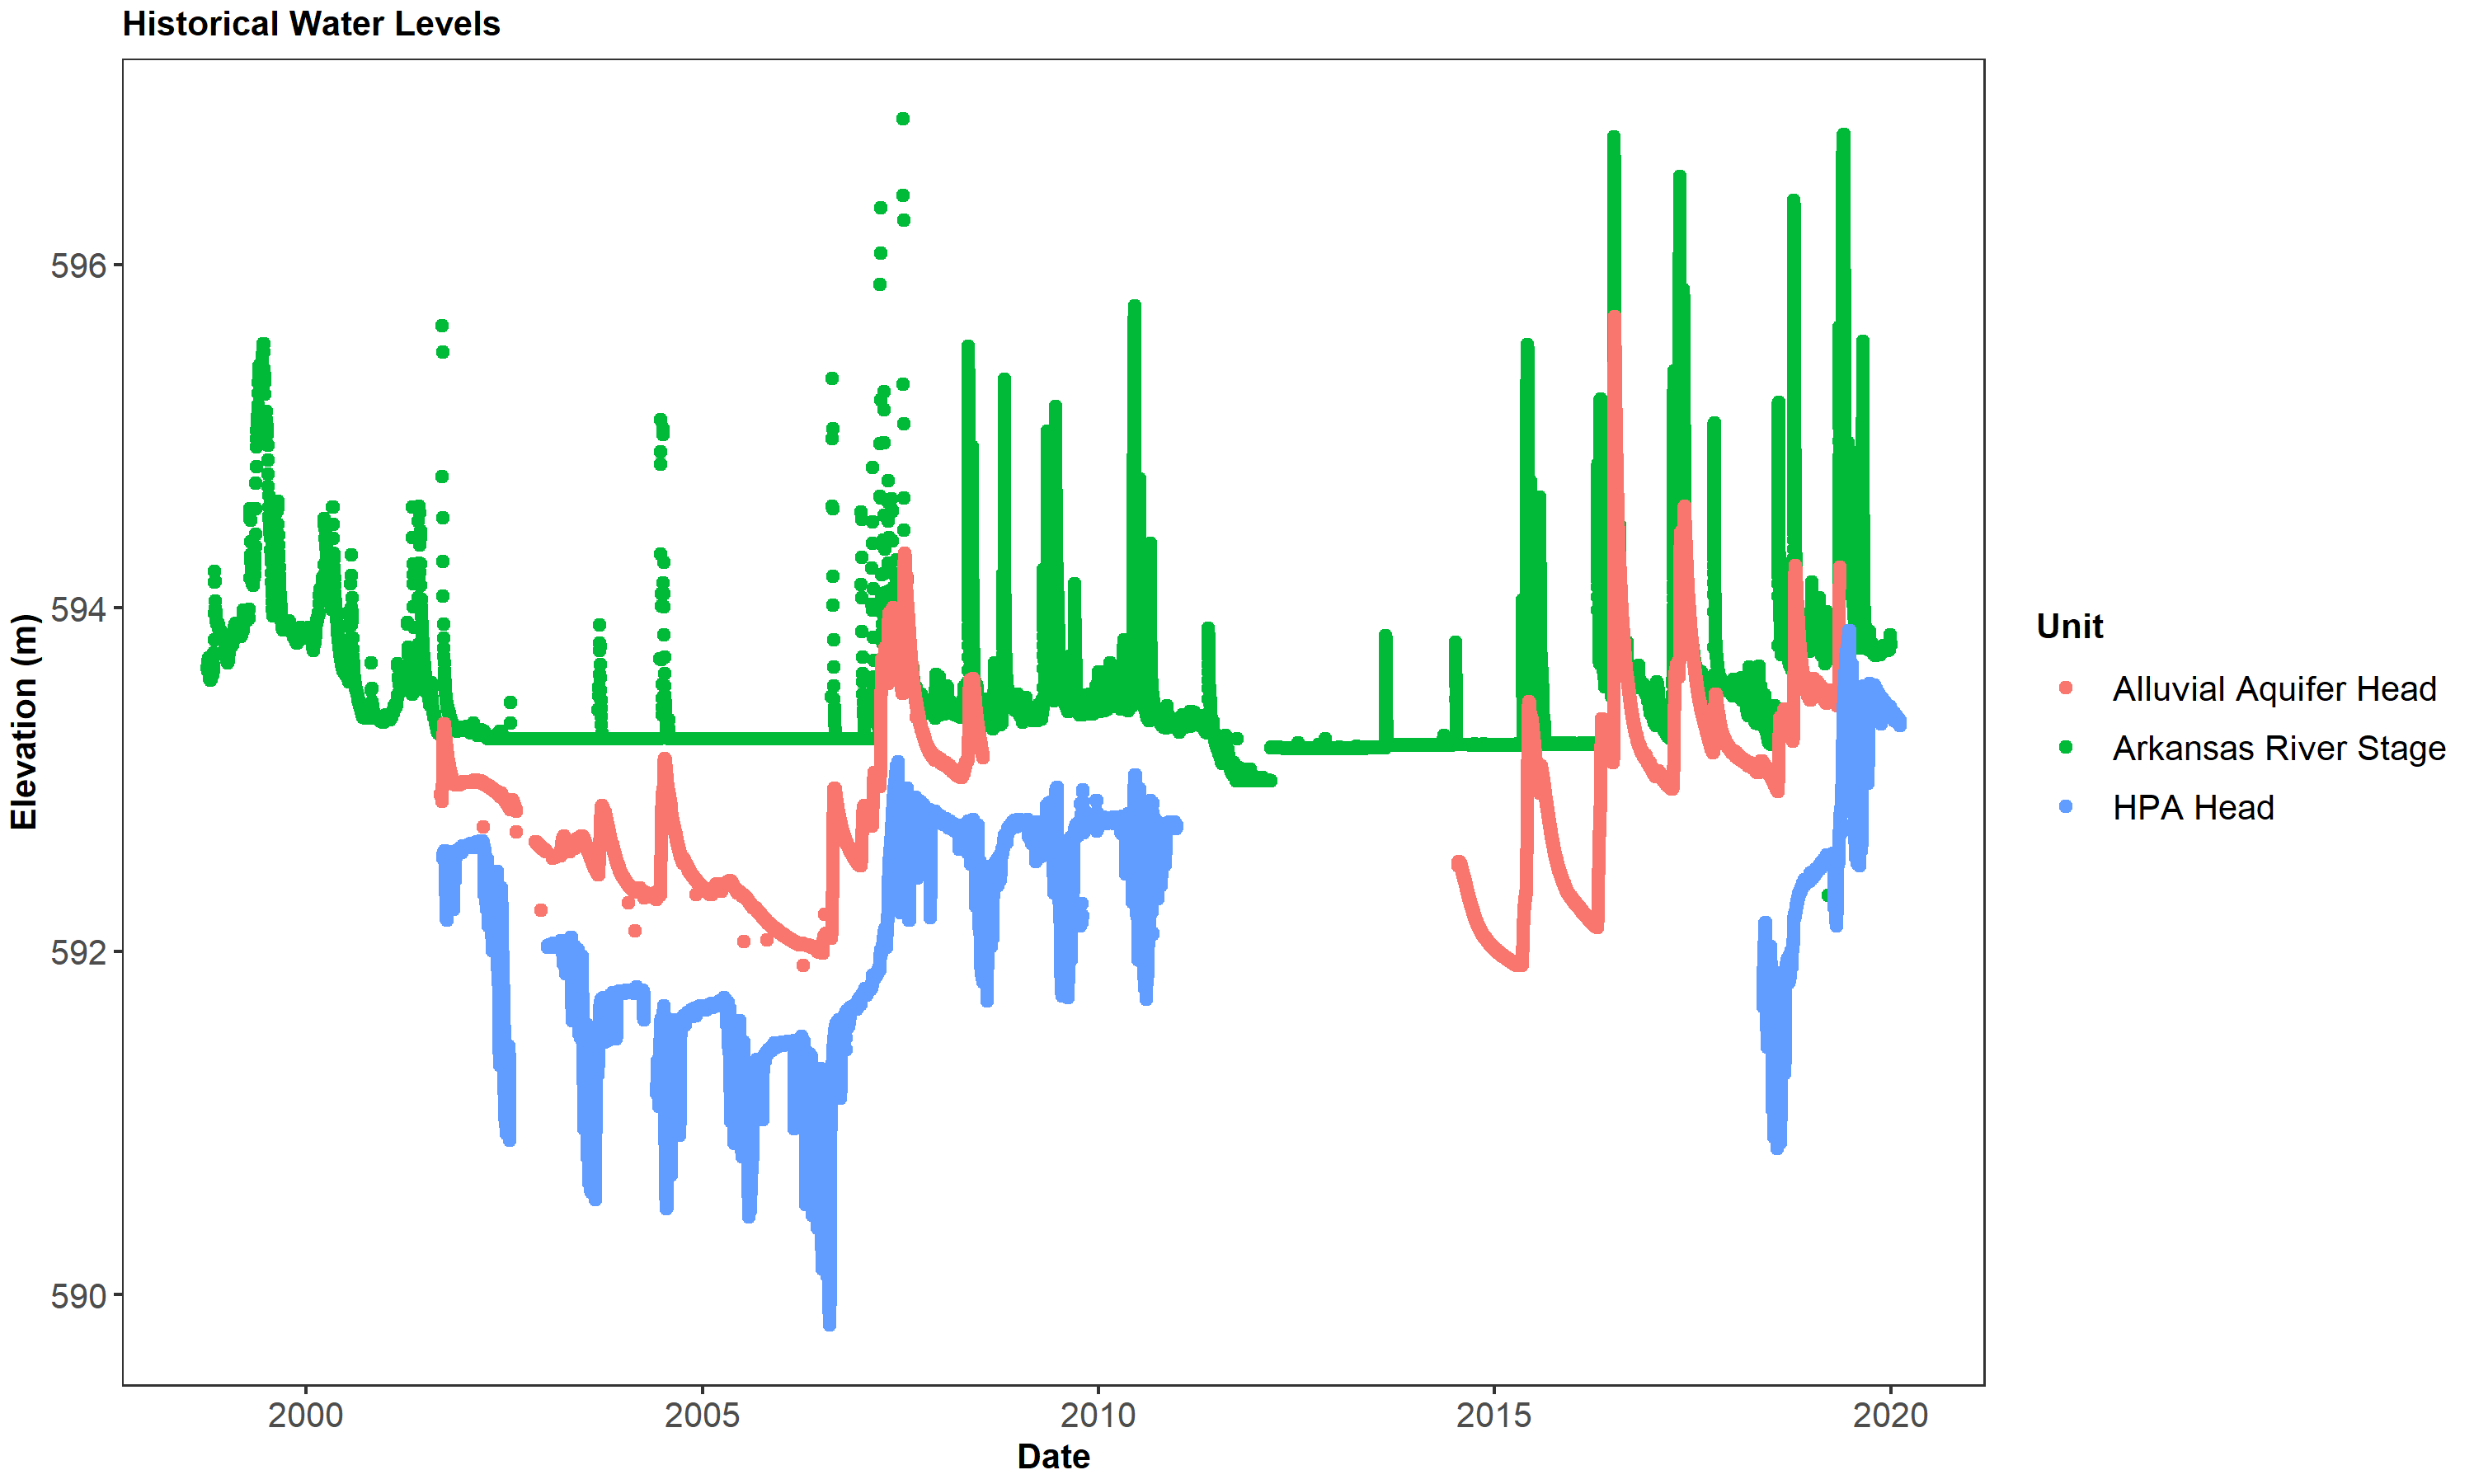 Historical Water Levels
Elevation (m)
596
594
592
590
2000
2005
2010
2015
2020
Date
Unit
Alluvial Aquifer Head
Arkansas River Stage
HPA Head